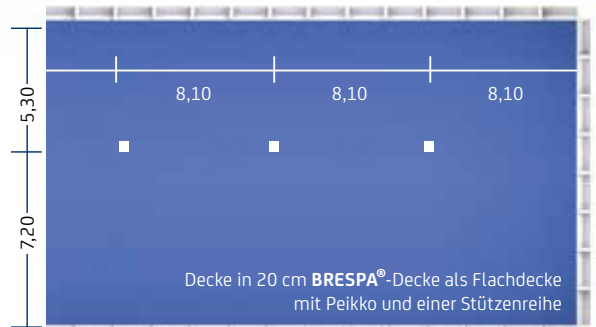 8,10 8,10 8,10
5,30
7,20
Decke in 20 cm BRESPA®-Decke als Flachdecke
mit Peikko und einer Stützenreihe